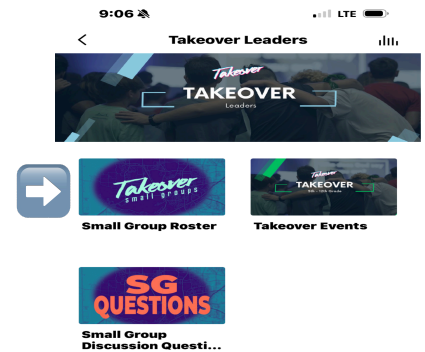 9:06
LTE
Takeover Leaders
Takeover
TAKEOVER
Leaders
Takeover
small groups
Takeover
TAKEOVER
Small Group Roster
Takeover Events
SG
QUESTIONS
Small Group
Discussion Questi...